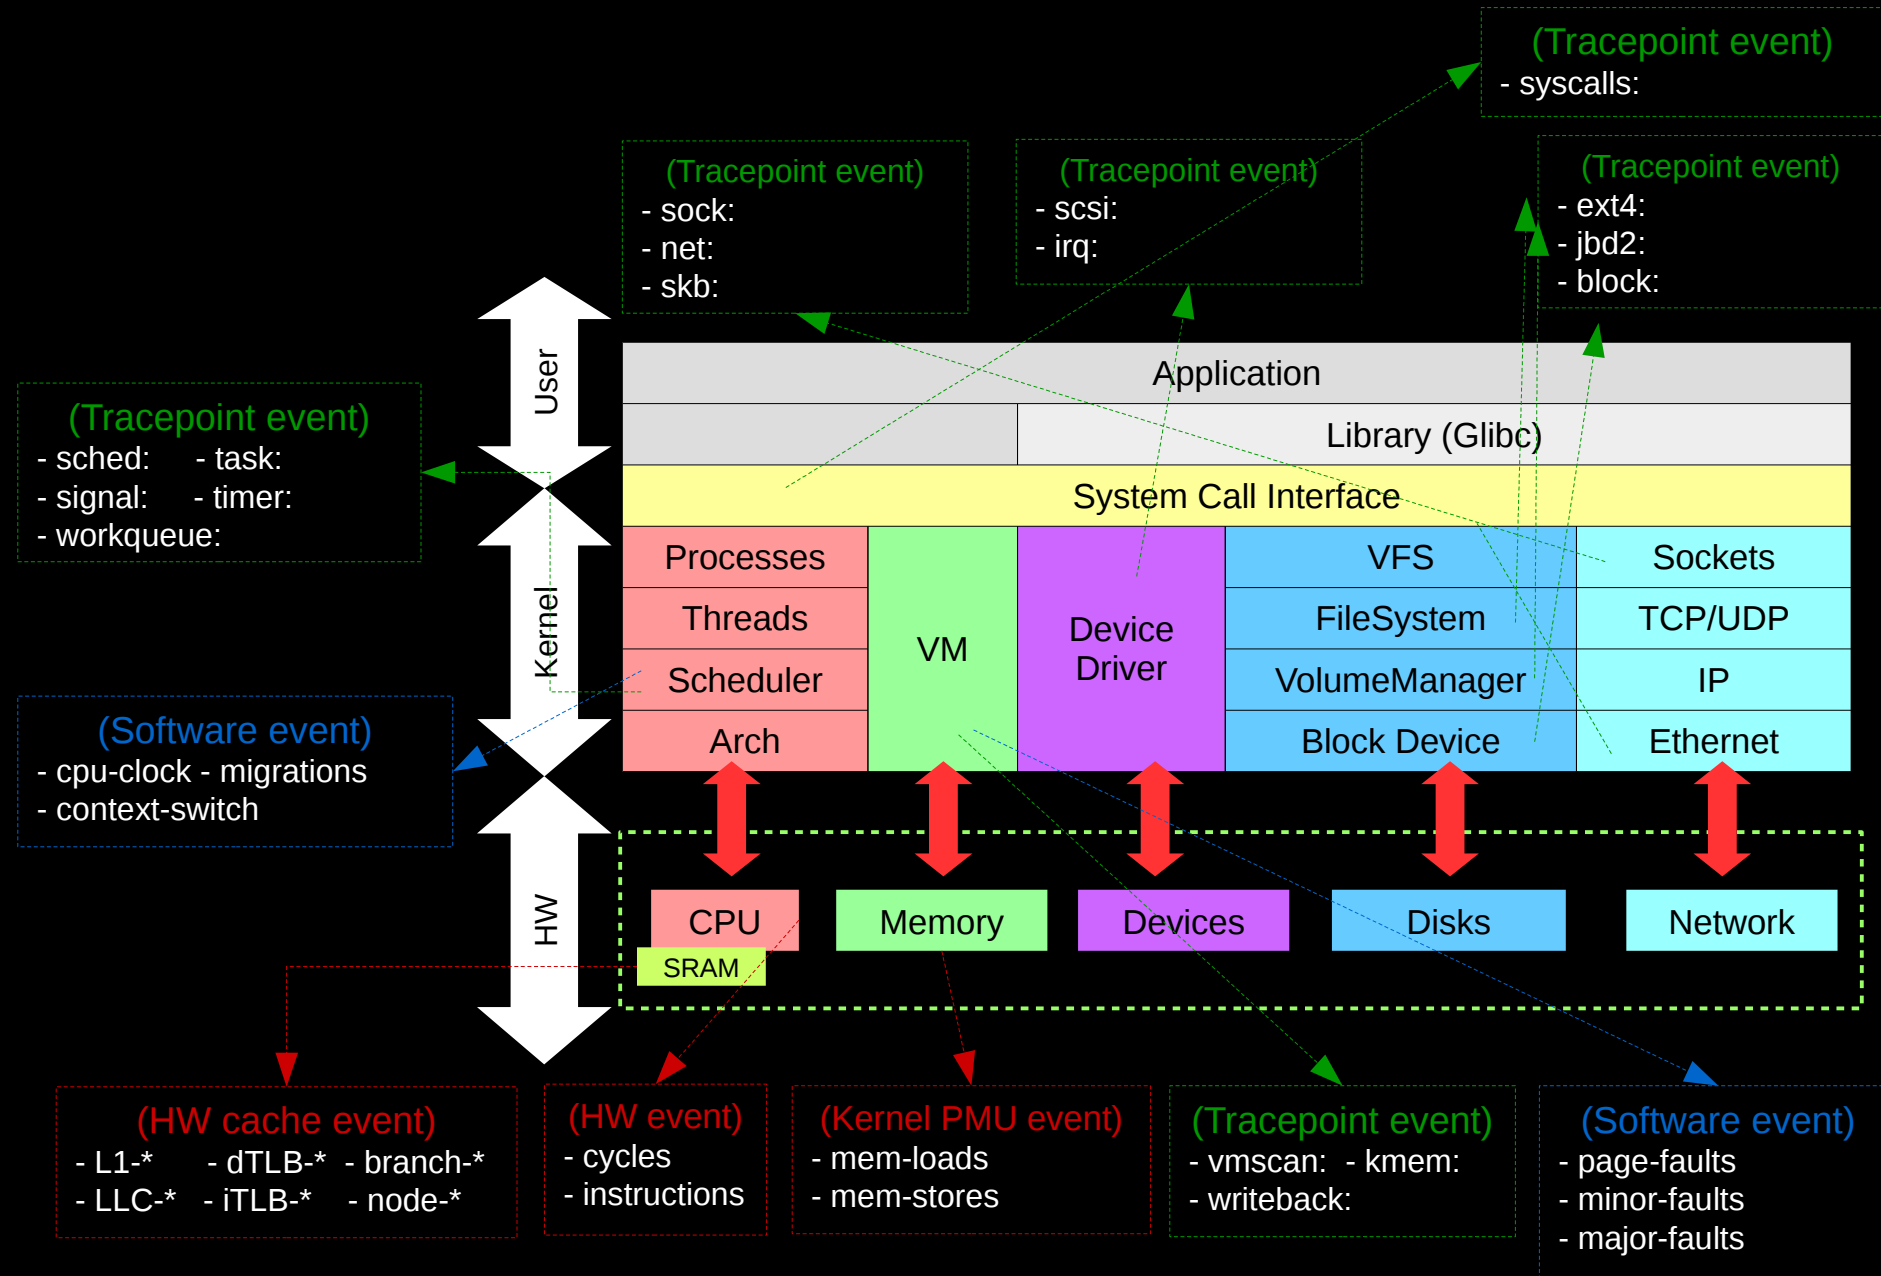 (Tracepoint event)
- syscalls:
(Tracepoint event)
- sock:
- net:
- skb:
(Tracepoint event)
- scsi:
- irq:
(Tracepoint event)
- ext4:
- jbd2:
- block:
User
Application
Library (Glibc)
System Call Interface
(Tracepoint event)
- sched: - task:
- signal: - timer:
- workqueue:
Kernel
Processes
Threads
Scheduler
Arch
VM
Device
Driver
VFS
FileSystem
VolumeManager
Block Device
Sockets
TCP/UDP
IP
Ethernet
(Software event)
- cpu-clock - migrations
- context-switch
HW
CPU
SRAM
Memory
Devices
Disks
Network
(HW cache event)
- L1-* - dTLB-* - branch-*
- LLC-* - iTLB-* - node-*
(HW event)
- cycles
- instructions
(Kernel PMU event)
- mem-loads
- mem-stores
(Tracepoint event)
- vmscan: - kmem:
- writeback:
(Software event)
- page-faults
- minor-faults
- major-faults